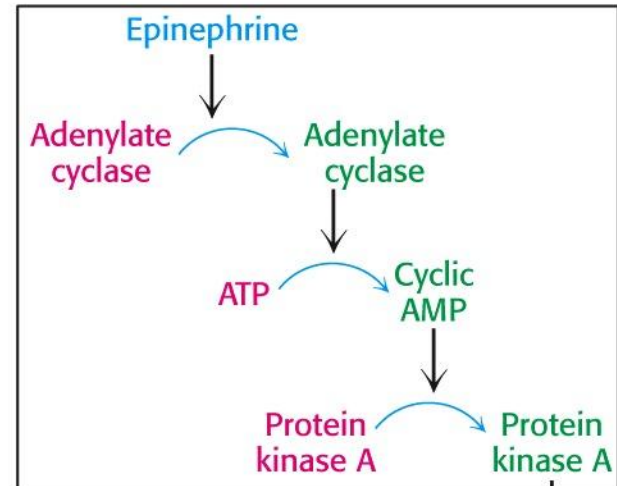 Epinephrine
Adenylate
cyclase
Adenylate
cyclase
ATP
Cyclic
AMP
Protein
kinase A
Protein
kinase A